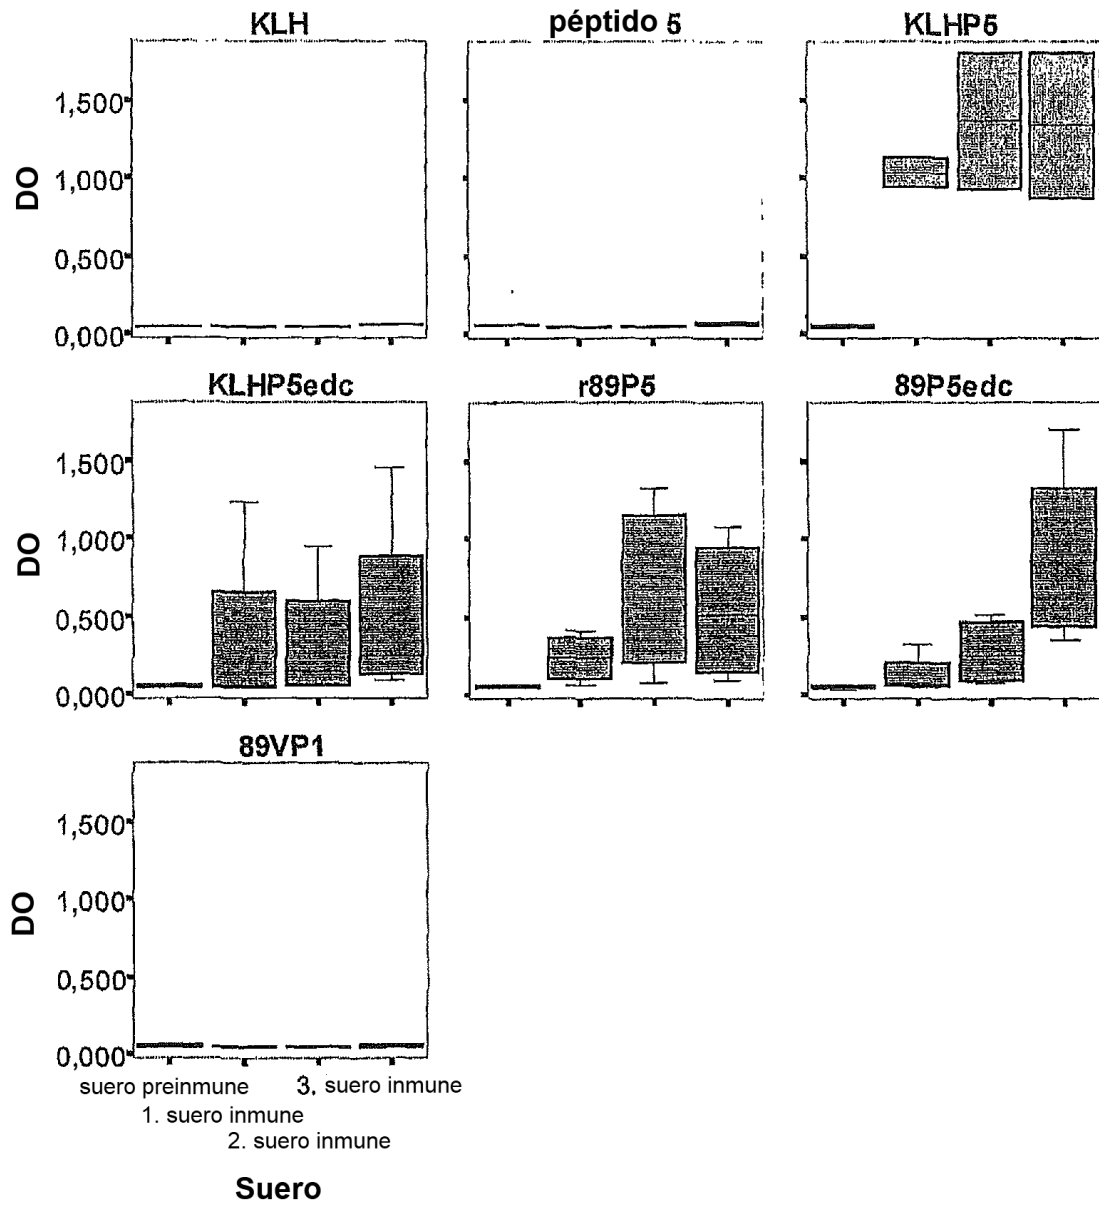 KLH péptido 5 KLHP5
DO
1,500
1,000
0,500
0,000
KLHP5edc r89P5 89P5edc
DO
1,500
1,000
0,500
0,000
89VP1
DO
1,500
1,000
0,500
0,000
suero preinmune 3, suero inmune
1. suero inmune
2. suero inmune
Suero